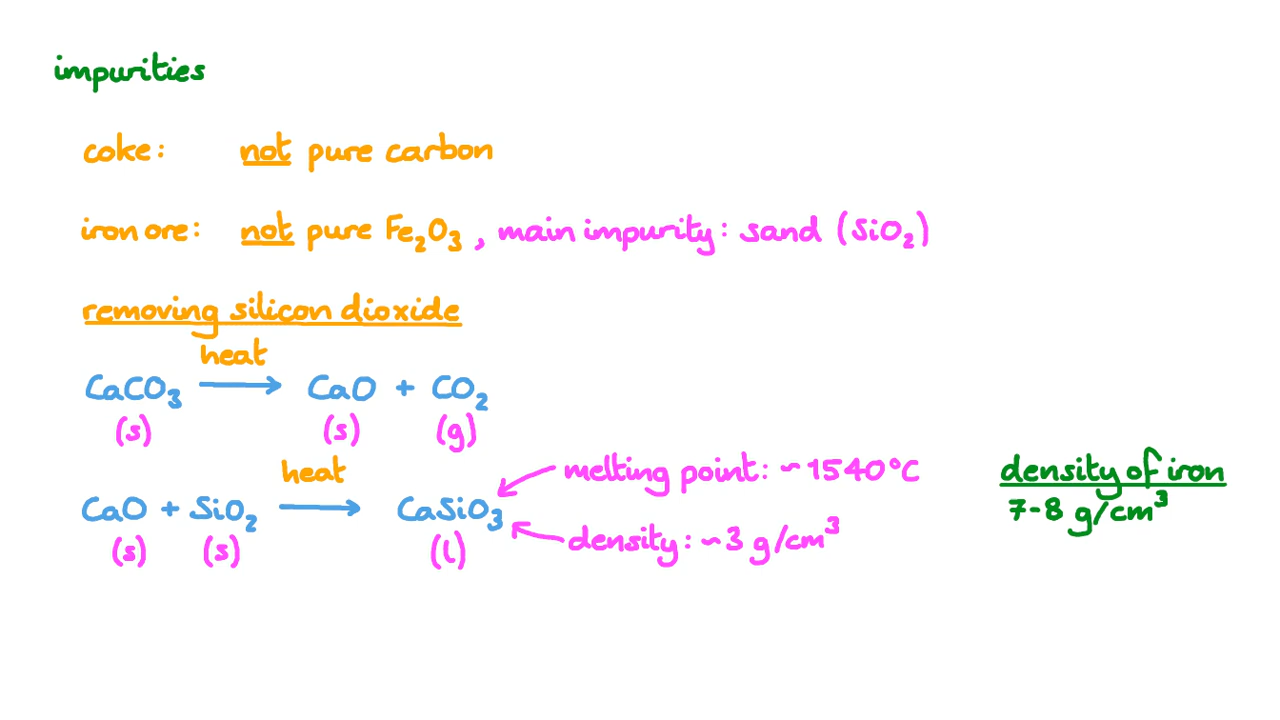 impurities
coke: not pure carbon
iron ore: not pure Fe₂O₃, main impurity: sand (SiO₂)
removing silicon dioxide
heat
CaCO₃ → CaO + CO₂
(s) (s) (g)
heat
CaO + SiO₂ → CaSiO₃
(s) (s) (l)
melting point: ~1540°C
density: ~3 g/cm³
density of iron
7-8 g/cm³